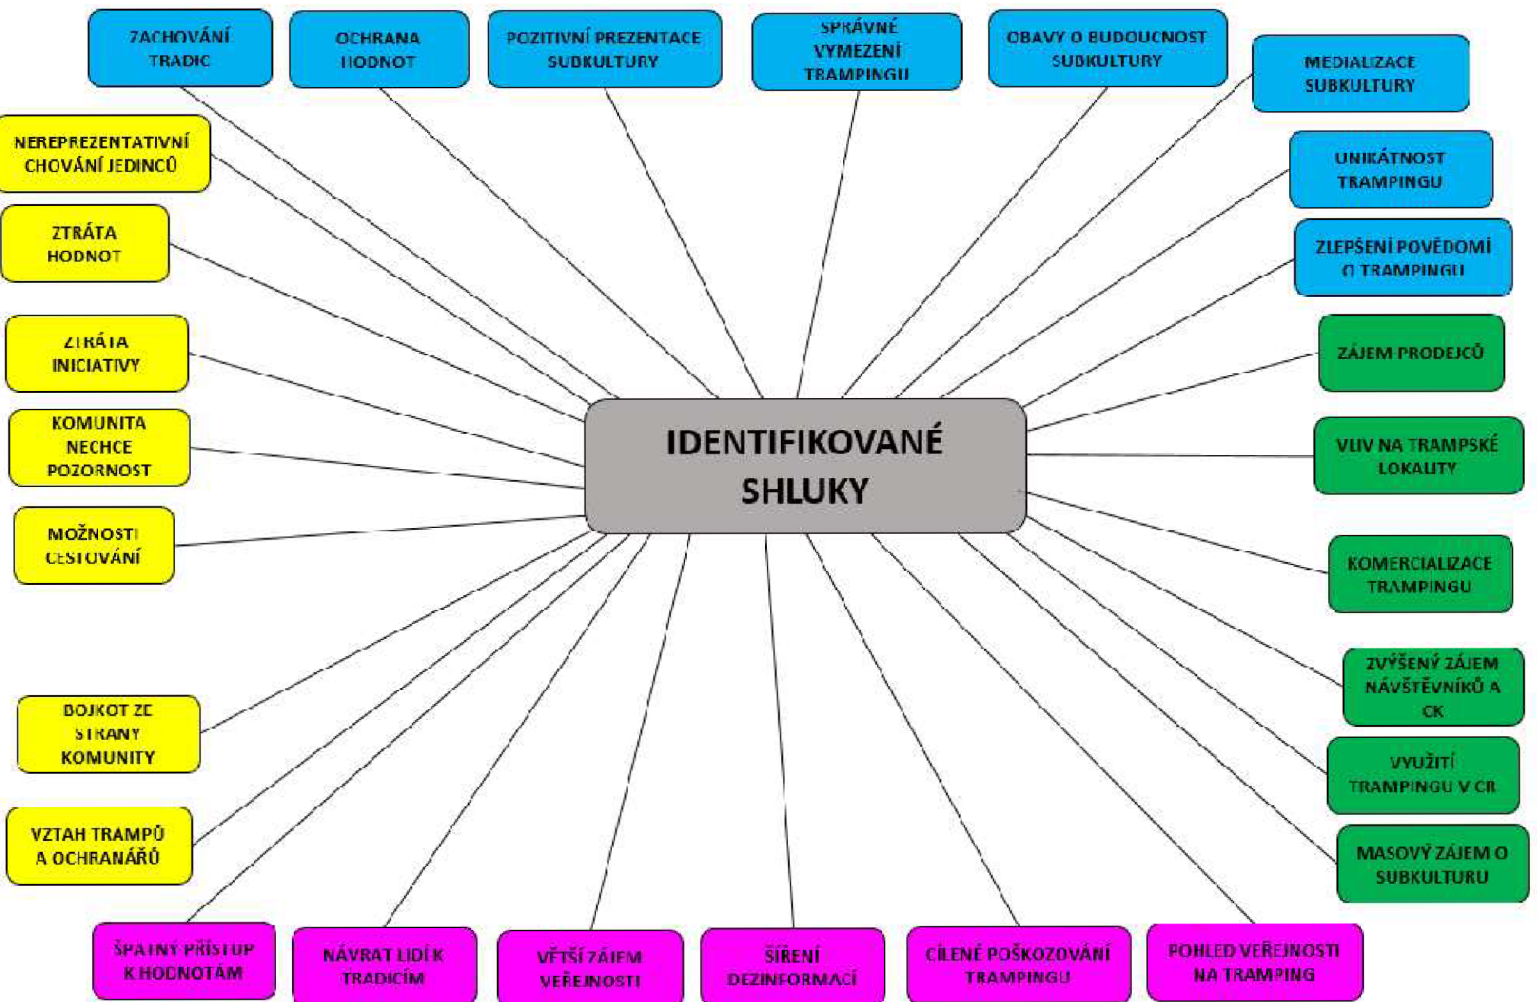 ZACHOVÁNÍ
TRADIC
OCHRANA
HODNOT
POZITIVNÍ PREZENTACE
SUBKULTURY
SPRÁVNÉ
VYMEZENÍ
TRAMPINGU
OBAVY O BUDOUCNOST
SUBKULTURY
MEDIALIZACE
SUBKULTURY
UNIKÁTNOST
TRAMPINGU
ZLEPŠENÍ POVĚDOMÍ
O TRAMPINGU
ZÁJEM PRODEJCŮ
VLIV NA TRAMPSKÉ
LOKALITY
KOMERCIALIZACE
TRAMPINGU
ZVÝŠENÝ ZÁJEM
NÁVŠTĚVNÍKŮ A
CK
VYUŽITÍ
TRAMPINGU V CR
MASOVÝ ZÁJEM O
SUBKULTURU
NEREPREZENTATIVNÍ
CHOVÁNÍ JEDINCŮ
ZTRÁTA
HODNOT
ZTRÁTA
INICIATIVY
KOMUNITA
NECHCE
POZORNOST
MOŽNOSTI
CESTOVÁNÍ
BOJKOT ZE
STRANY
KOMUNITY
VZTAH TRAMPŮ
A OCHRANÁŘŮ
IDENTIFIKOVANÉ
SHLUKY
ŠPATNÝ PŘÍSTUP
K HODNOTÁM
NÁVRAT LIDÍ K
TRADICÍM
VĚTŠÍ ZÁJEM
VEŘEJNOSTI
ŠÍŘENÍ
DEZINFORMACÍ
CÍLENÉ POŠKOZOVÁNÍ
TRAMPINGU
POHLED VEŘEJNOSTI
NA TRAMPING